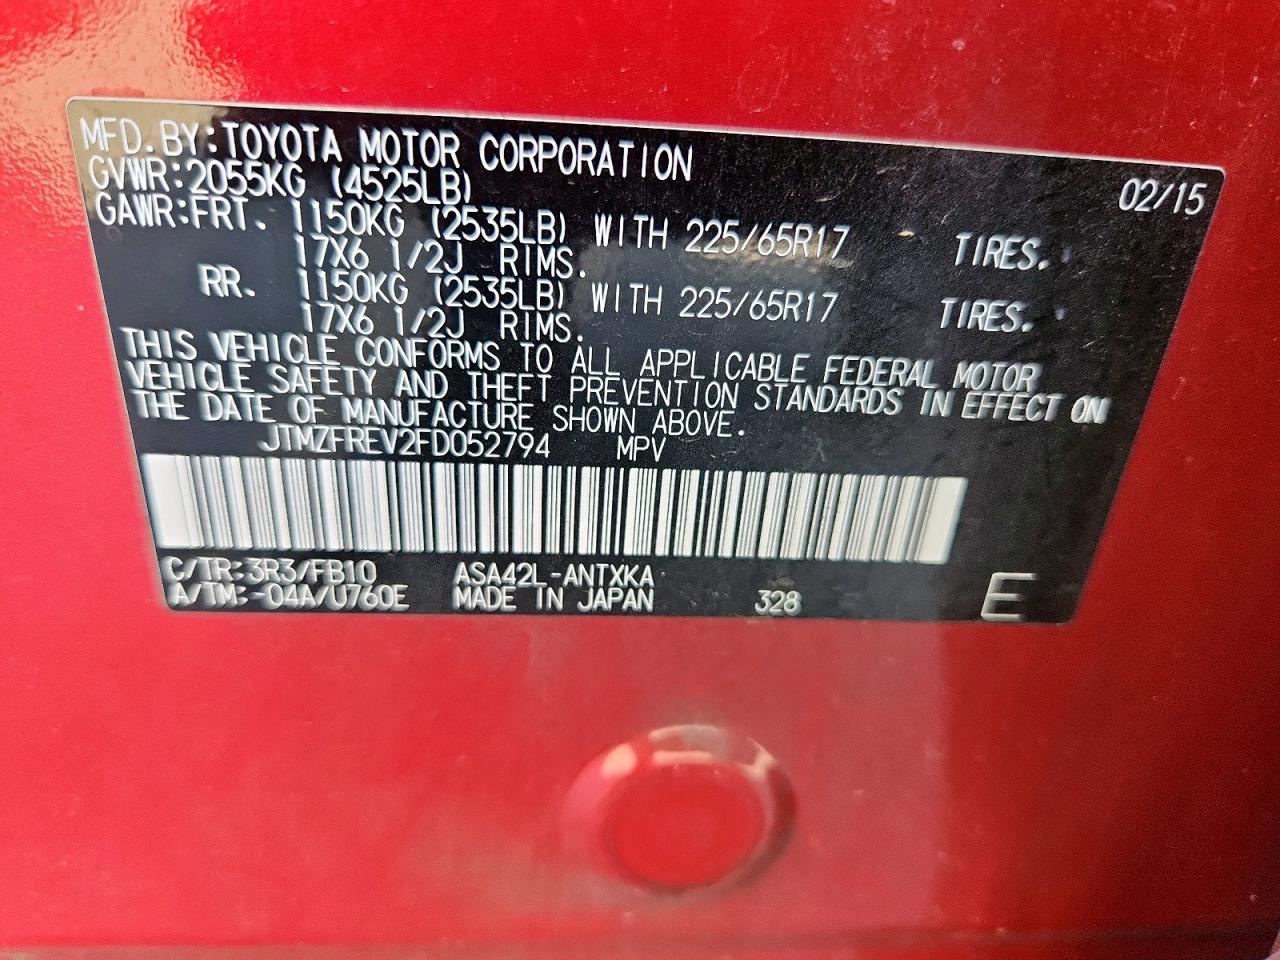 MFD.BY:TOYOTA MOTOR CORPORATION 02/15
GVWR:2055KG (4525LB)
GAWR:FRT. 1150KG (2535LB) WITH 225/65R17 TIRES.
17X6 1/2J RIMS.
RR. 1150KG (2535LB) WITH 225/65R17 TIRES.
17X6 1/2J RIMS.
THIS VEHICLE CONFORMS TO ALL APPLICABLE FEDERAL MOTOR
VEHICLE SAFETY AND THEFT PREVENTION STANDARDS IN EFFECT ON
THE DATE OF MANUFACTURE SHOWN ABOVE.
JTMZFREV2FD052794 MPV
C/TR:3R3/FB10 ASA42L-ANTXKA
A/TM:-04A/U760E MADE IN JAPAN 328 E